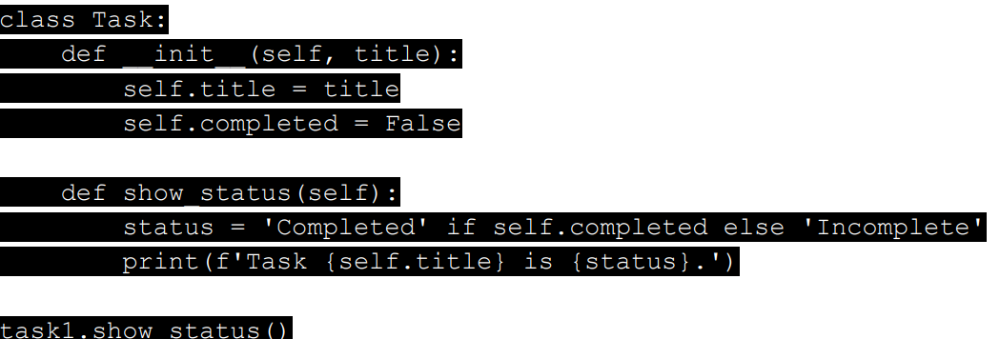 class Task:
    def __init__(self, title):
        self.title = title
        self.completed = False
    def show_status(self):
        status = 'Completed' if self.completed else 'Incomplete'
        print(f'Task {self.title} is {status}.')
task1.show_status()